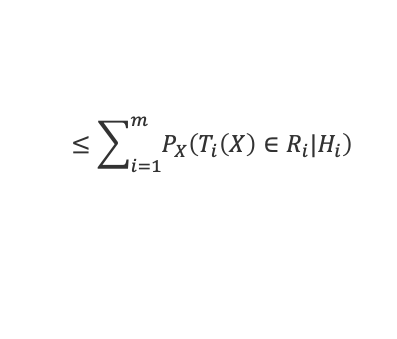 ≤ ∑_{i=1}^{m} P_X(T_i(X) ∈ R_i|H_i)